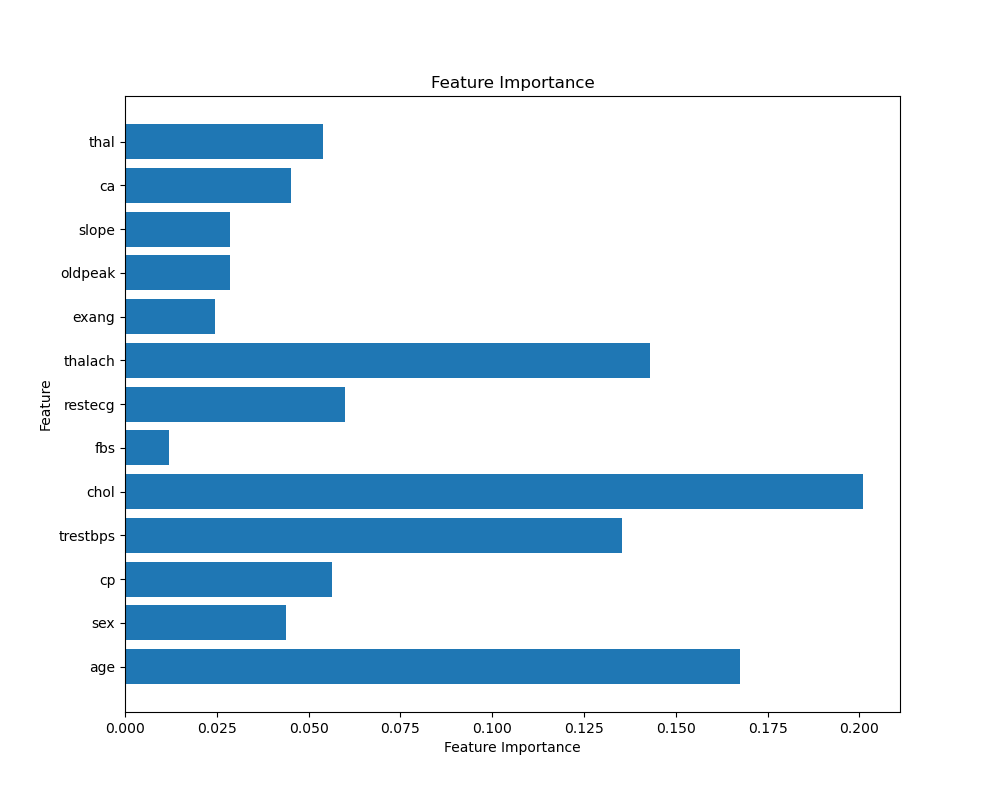 Feature Importance
thal
ca
slope
oldpeak
exang
thalach
restecg
fbs
chol
trestbps
cp
sex
age
Feature
0.000 0.025 0.050 0.075 0.100 0.125 0.150 0.175 0.200
Feature Importance